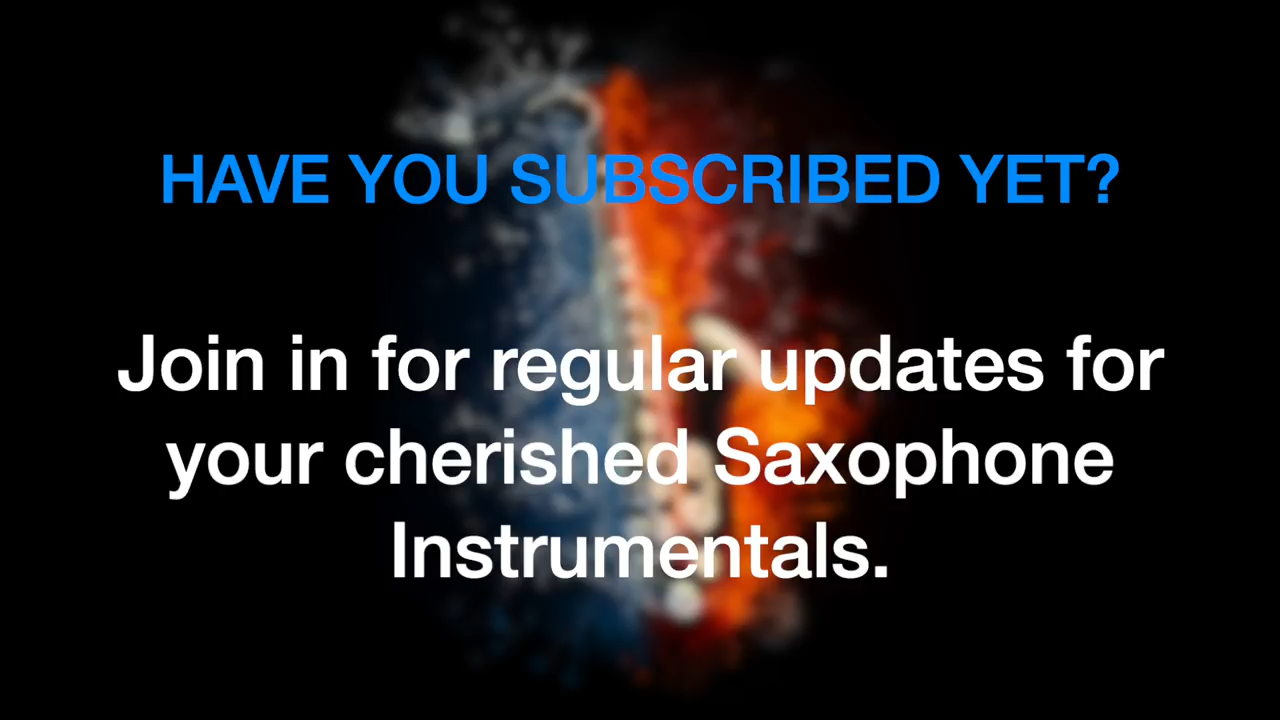 HAVE YOU SUBSCRIBED YET?
Join in for regular updates for
your cherished Saxophone
Instrumentals.